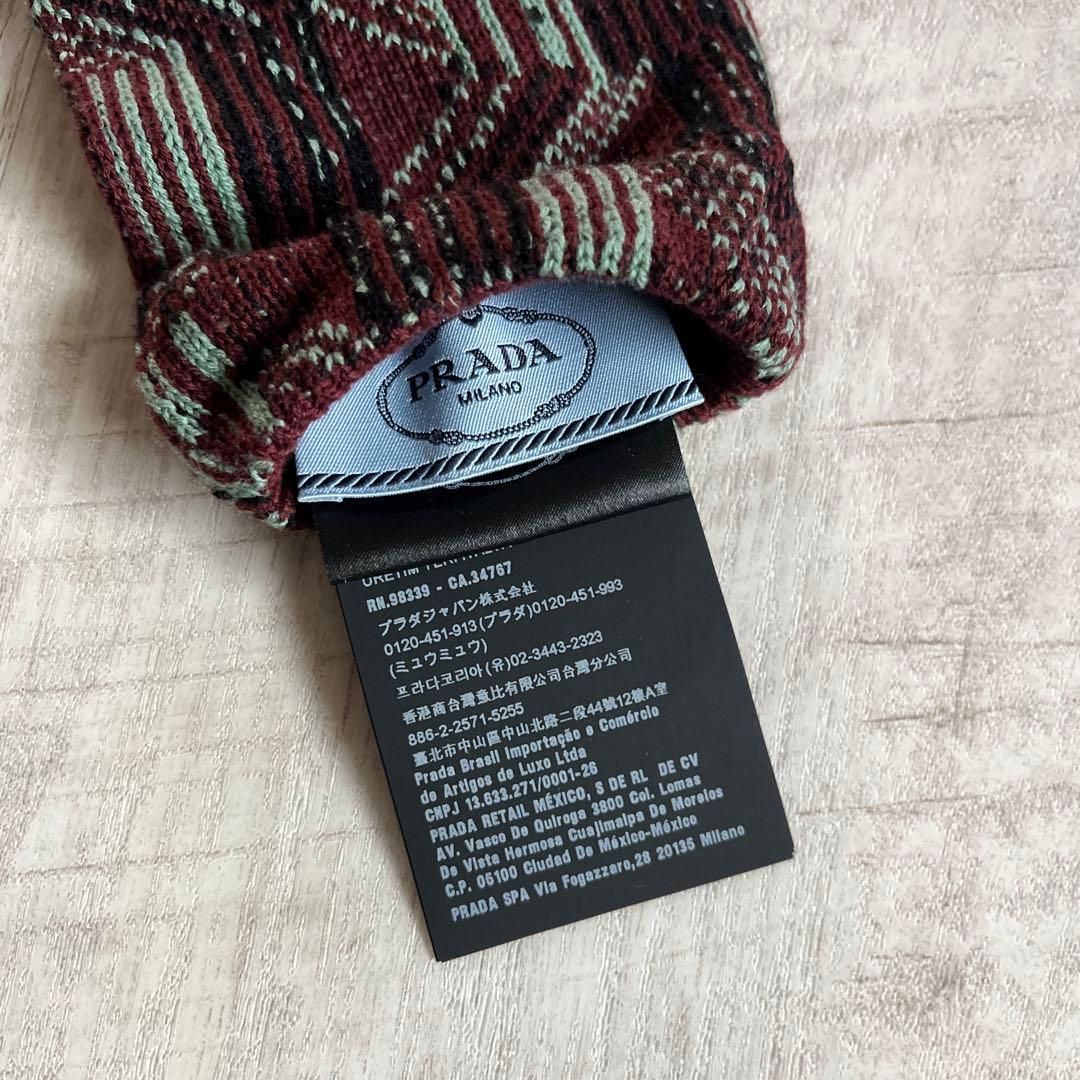 PRADA
MILANO
RN.98339 - CA.34767
プラダジャパン株式会社
0120-451-913(プラダ)0120-451-993
(ミュウミュウ)
프라다코리아(유)02-3443-2323
香港商台灣意比有限公司台灣分公司
886-2-2571-5255
臺北市中山區中山北路二段44號12樓A室
Prada Brasil Importação e Comércio
de Artigos de Luxo Ltda
CNPJ 13.633.271/0001-26
PRADA RETAIL MÉXICO, S DE RL DE CV
AV. Vasco De Quiroga 3800 Col. Lomas
De Vista Hermosa Cuajimalpa De Morelos
C.P. 05100 Ciudad De México-México
PRADA SPA Via Fogazzaro,28 20135 Milano